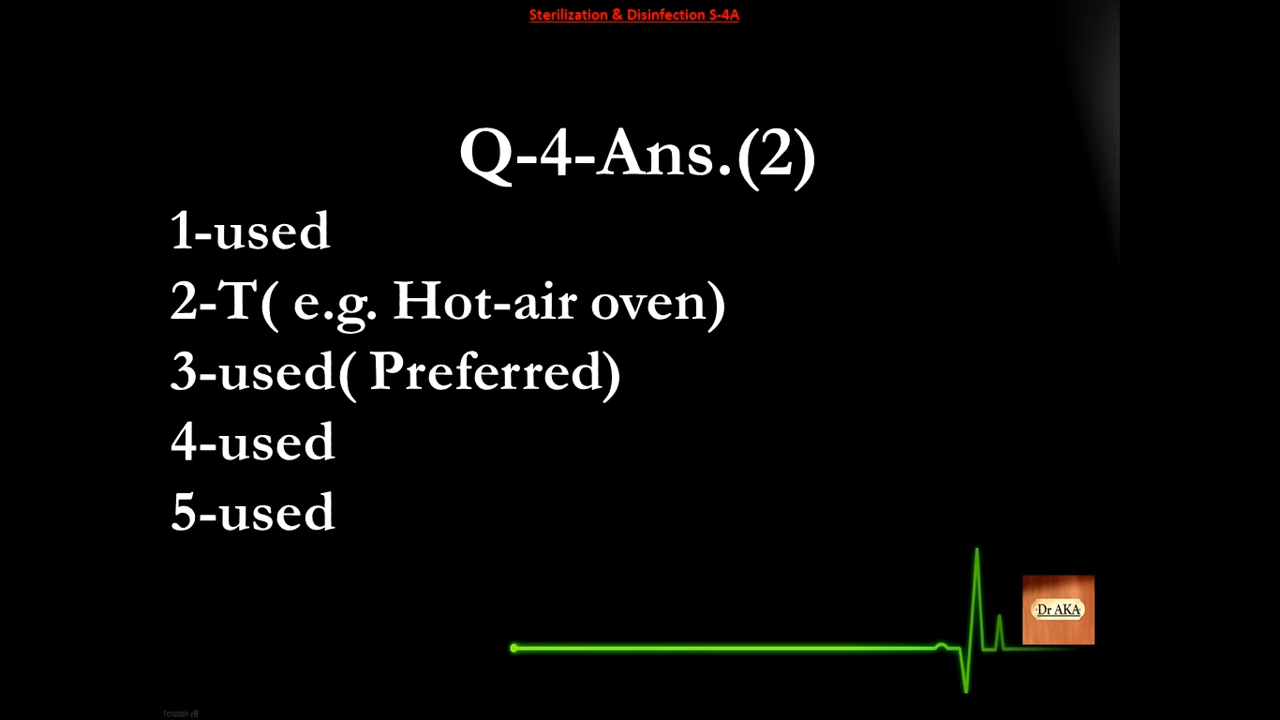 Sterilization & Disinfection S-4A
Q-4-Ans.(2)
1-used
2-T( e.g. Hot-air oven)
3-used( Preferred)
4-used
5-used
Dr AKA